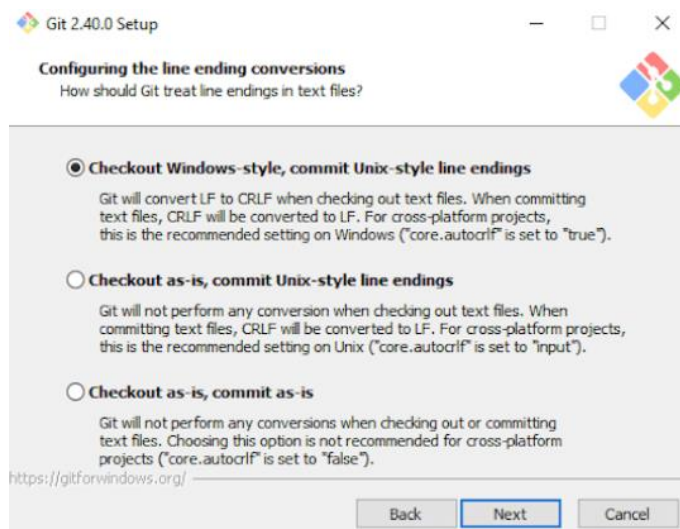 Git 2.40.0 Setup
Configuring the line ending conversions
How should Git treat line endings in text files?
Checkout Windows-style, commit Unix-style line endings
Git will convert LF to CRLF when checking out text files. When committing
text files, CRLF will be converted to LF. For cross-platform projects,
this is the recommended setting on Windows ("core.autocrlf" is set to "true").
Checkout as-is, commit Unix-style line endings
Git will not perform any conversion when checking out text files. When
committing text files, CRLF will be converted to LF. For cross-platform projects,
this is the recommended setting on Unix ("core.autocrlf" is set to "input").
Checkout as-is, commit as-is
Git will not perform any conversions when checking out or committing
text files. Choosing this option is not recommended for cross-platform
projects ("core.autocrlf" is set to "false").
https://gitforwindows.org/
Back Next Cancel